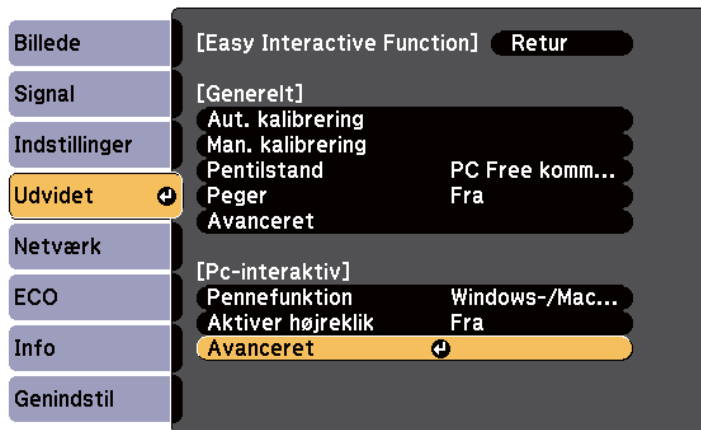 Billede
Signal
Indstillinger
Udvidet
Netværk
ECO
Info
Genindstil
[Easy Interactive Function] Retur
[Generelt]
Aut. kalibrering
Man. kalibrering
Pentilstand PC Free komm...
Peger Fra
Avanceret
[Pc-interaktiv]
Pennefunktion Windows-/Mac...
Aktiver højreklik Fra
Avanceret